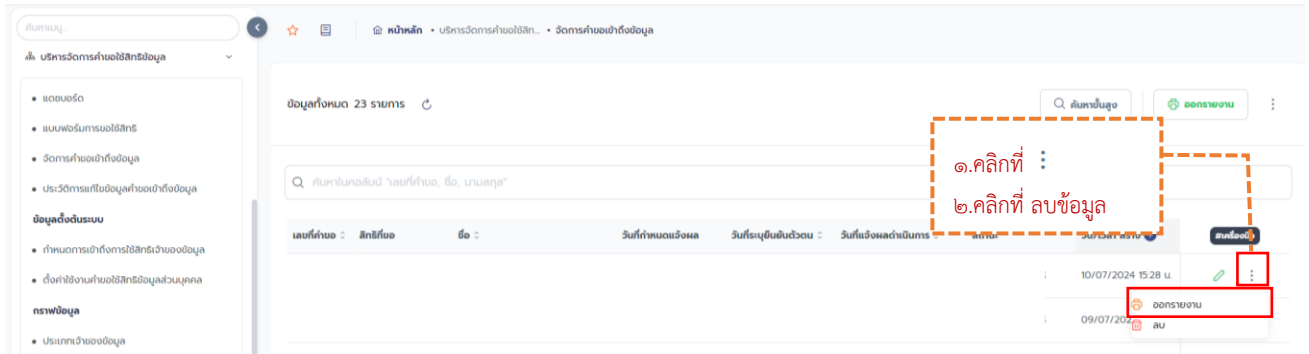 ค้นหาเมนู..
หน้าหลัก • บริหารจัดการคำขอใช้สิท... • จัดการคำขอเข้าถึงข้อมูล
บริหารจัดการคำขอใช้สิทธิข้อมูล
• แดชบอร์ด
• แบบฟอร์มการขอใช้สิทธิ
• จัดการคำขอเข้าถึงข้อมูล
• ประวัติการแก้ไขข้อมูลคำขอเข้าถึงข้อมูล
ข้อมูลตั้งต้นระบบ
• กำหนดการเข้าถึงการใช้สิทธิเจ้าของข้อมูล
• ตั้งค่าใช้งานคำขอใช้สิทธิข้อมูลส่วนบุคคล
กราฟข้อมูล
• ประเภทเจ้าของข้อมูล
ข้อมูลทั้งหมด 23 รายการ
ค้นหาขั้นสูง
ออกรายงาน
๑.คลิกที่ ⋮
๒.คลิกที่ ลบข้อมูล
ค้นหาในคอลัมน์ "เลขที่คำขอ, ชื่อ, นามสกุล"
เลขที่คำขอ สิทธิที่ขอ ชื่อ วันที่กำหนดแจ้งผล วันที่ระบุยืนยันตัวตน วันที่แจ้งผลดำเนินการ
10/07/2024 15:28 น.
ออกรายงาน
09/07/202
ลบ